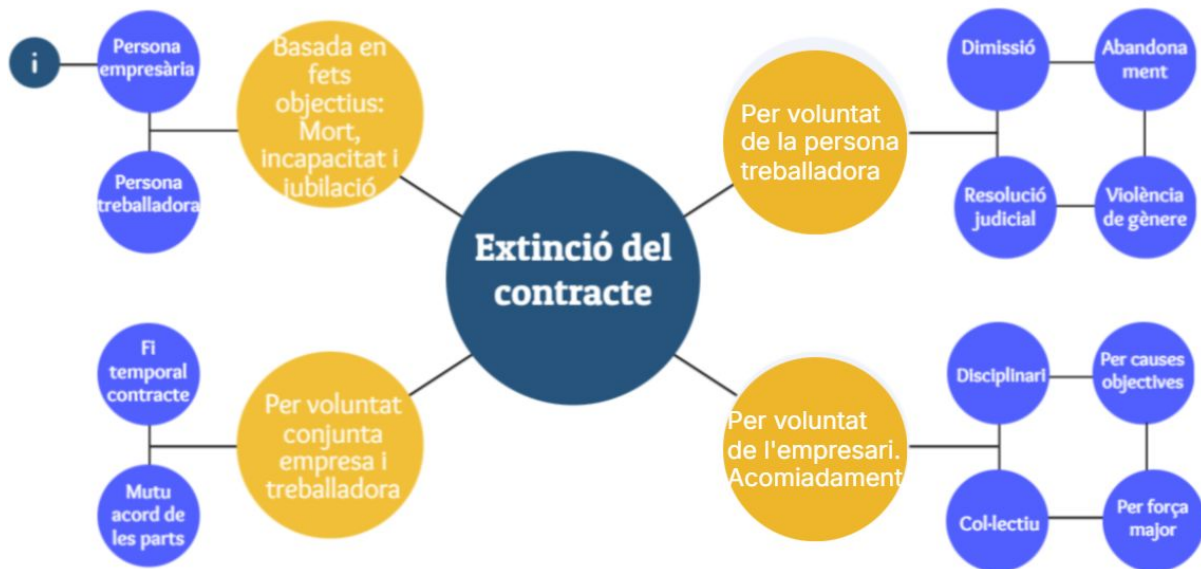 Extinció del
contracte
Basada en
fets
objectius:
Mort,
incapacitat i
jubilació
i
Persona
empresària
Persona
treballadora
Per voluntat
de la persona
treballadora
Dimissió
Abandona
ment
Resolució
judicial
Violència
de gènere
Per voluntat
conjunta
empresa i
treballadora
Fi
temporal
contracte
Mutu
acord de
les parts
Per voluntat
de l'empresari.
Acomiadament
Disciplinari
Per causes
objectives
Col·lectiu
Per força
major